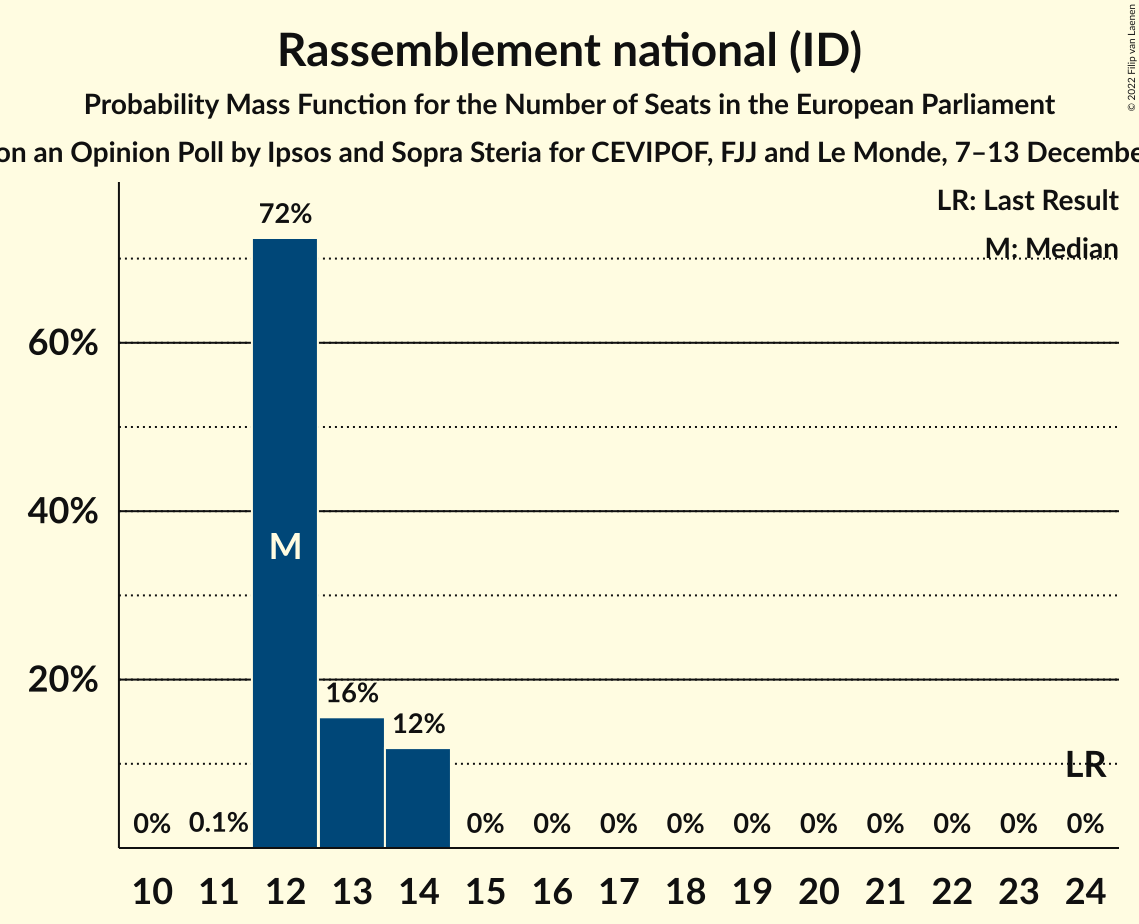 Rassemblement national (ID)
Probability Mass Function for the Number of Seats in the European Parliament
on an Opinion Poll by Ipsos and Sopra Steria for CEVIPOF, FJJ and Le Monde, 7–13
© 2022 Filip van Laenen
LR: Last Result
M: Median
72%
60%
40%
M
20%
16%
12%
LR
0% 0.1% 0% 0% 0% 0% 0% 0% 0% 0% 0% 0%
10 11 12 13 14 15 16 17 18 19 20 21 22 23 24